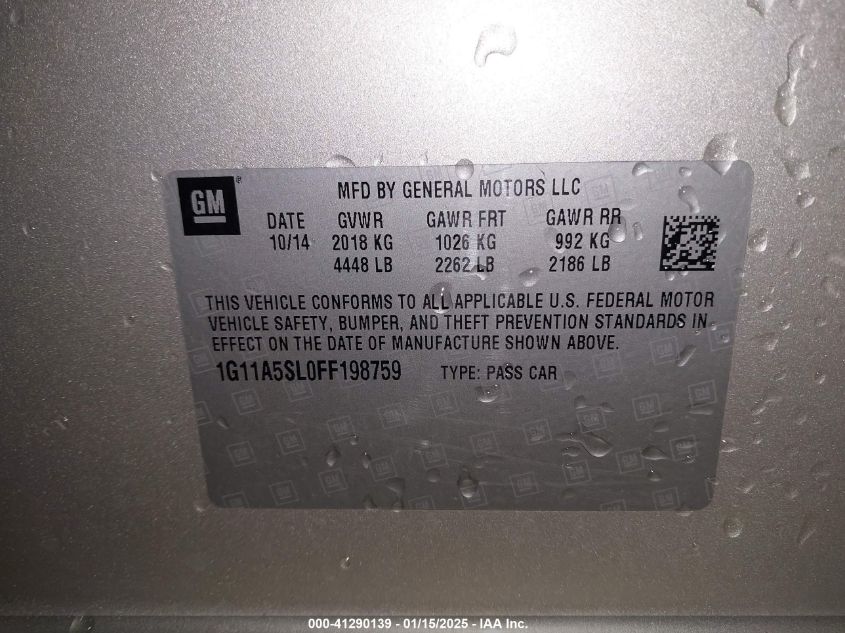 GM
MFD BY GENERAL MOTORS LLC
DATE GVWR GAWR FRT GAWR RR
10/14 2018 KG 1026 KG 992 KG
4448 LB 2262 LB 2186 LB
THIS VEHICLE CONFORMS TO ALL APPLICABLE U.S. FEDERAL MOTOR
VEHICLE SAFETY, BUMPER, AND THEFT PREVENTION STANDARDS IN
EFFECT ON THE DATE OF MANUFACTURE SHOWN ABOVE.
1G11A5SL0FF198759 TYPE: PASS CAR
000-41290139 - 01/15/2025 - IAA Inc.